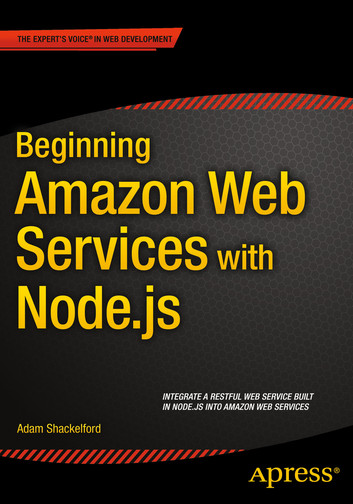 THE EXPERT'S VOICE® IN WEB DEVELOPMENT
Beginning
Amazon Web
Services with
Node.js
INTEGRATE A RESTFUL WEB SERVICE BUILT
IN NODE.JS INTO AMAZON WEB SERVICES
Adam Shackelford
Apress®